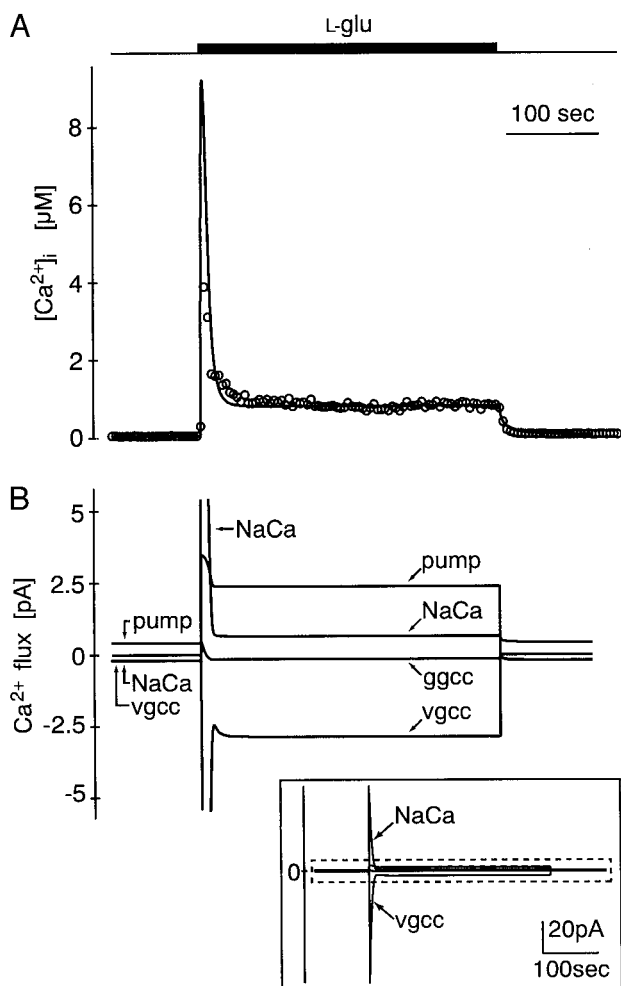 A
L-glu
100 sec
[Ca²⁺]ᵢ [µM]
8
6
4
2
0
B
Ca²⁺ flux [pA]
5
2.5
0
-2.5
-5
NaCa
pump
NaCa
ggcc
vgcc
pump
NaCa
vgcc
NaCa
0
vgcc
20pA
100sec